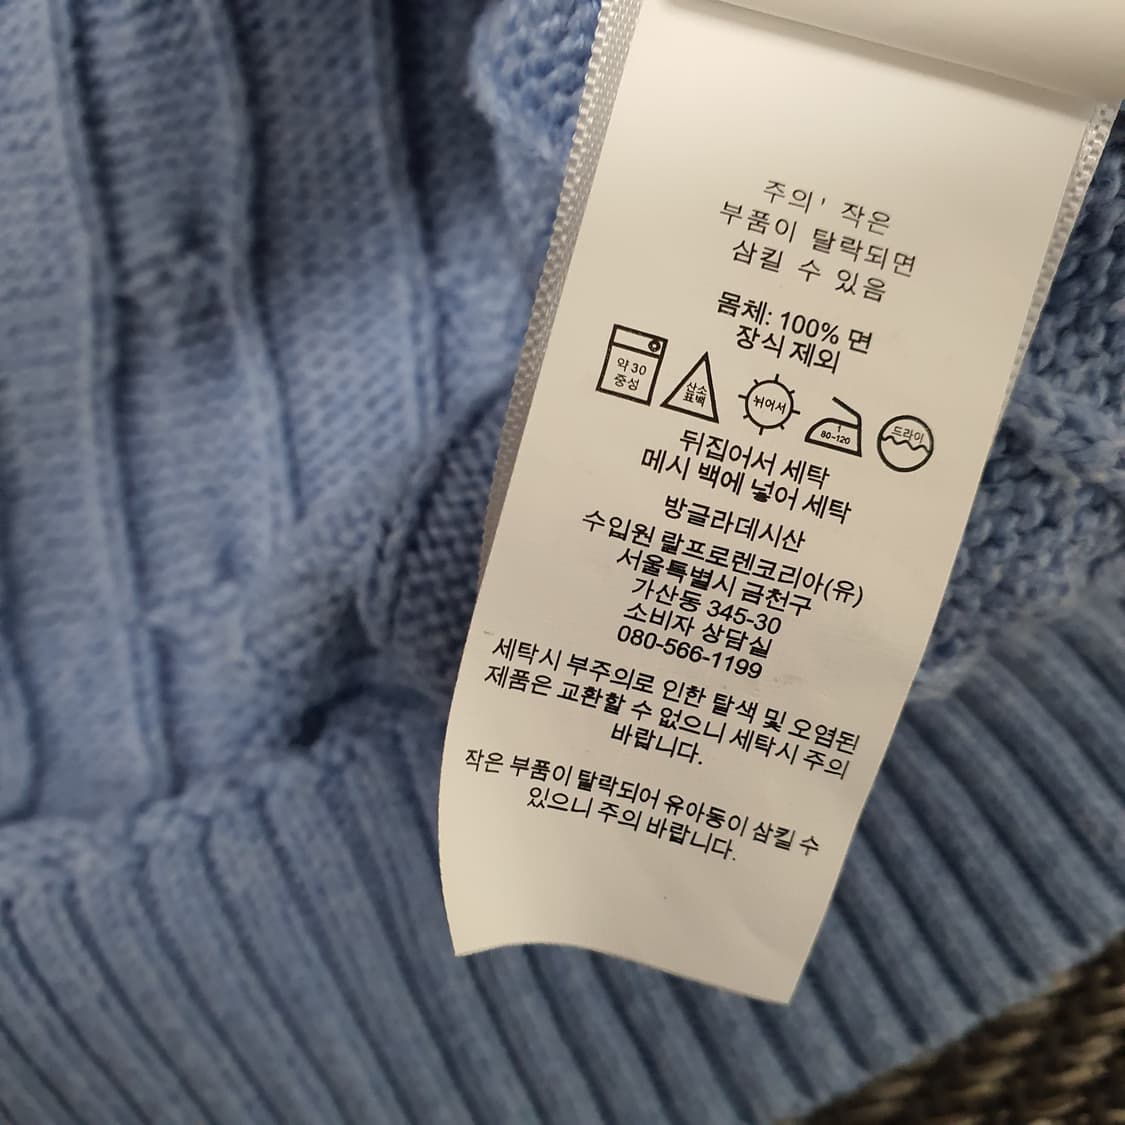 주의' 작은
부품이 탈락되면
삼킬 수 있음
몸체: 100% 면
장식 제외
약 30
중성
산소
표백
뉘어서
1
80~120
드라이
뒤집어서 세탁
메시 백에 넣어 세탁
방글라데시산
수입원 랄프로렌코리아(유)
서울특별시 금천구
가산동 345-30
소비자 상담실
080-566-1199
세탁시 부주의로 인한 탈색 및 오염된
제품은 교환할 수 없으니 세탁시 주의
바랍니다.
작은 부품이 탈락되어 유아동이 삼킬 수
있으니 주의 바랍니다.